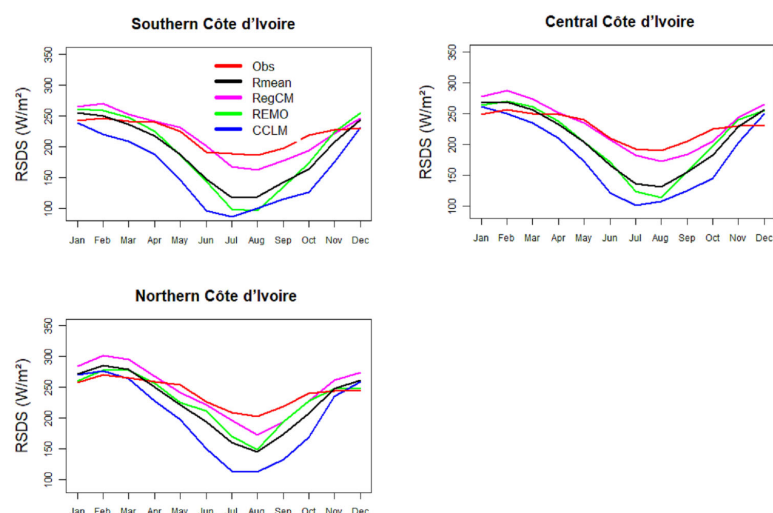 Southern Côte d'Ivoire
RSDS (W/m²)
350
300
250
200
150
100
Obs
Rmean
RegCM
REMO
CCLM
Jan Feb Mar Apr May Jun Jul Aug Sep Oct Nov Dec
Central Côte d'Ivoire
RSDS (W/m²)
350
300
250
200
150
100
Jan Feb Mar Apr May Jun Jul Aug Sep Oct Nov Dec
Northern Côte d'Ivoire
RSDS (W/m²)
350
300
250
200
150
100
Jan Feb Mar Apr May Jun Jul Aug Sep Oct Nov Dec